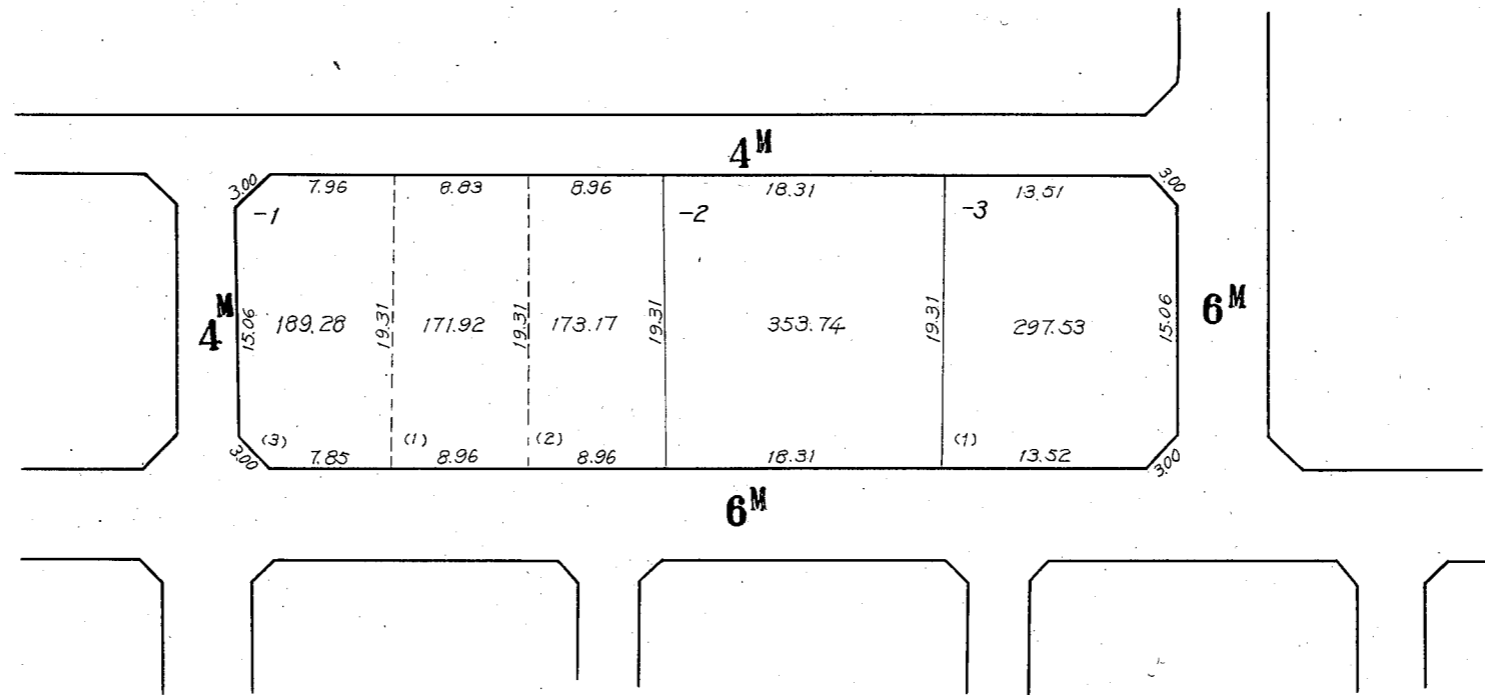 4M
3.00 7.96 8.83 8.96 18.31 13.51 3.00
-1 -2 -3
4M 15.06 189.28 19.31 171.92 19.31 173.17 19.31 353.74 19.31 297.53 15.06 6M
(3) (1) (2) (1)
3.00 7.85 8.96 8.96 18.31 13.52 3.00
6M